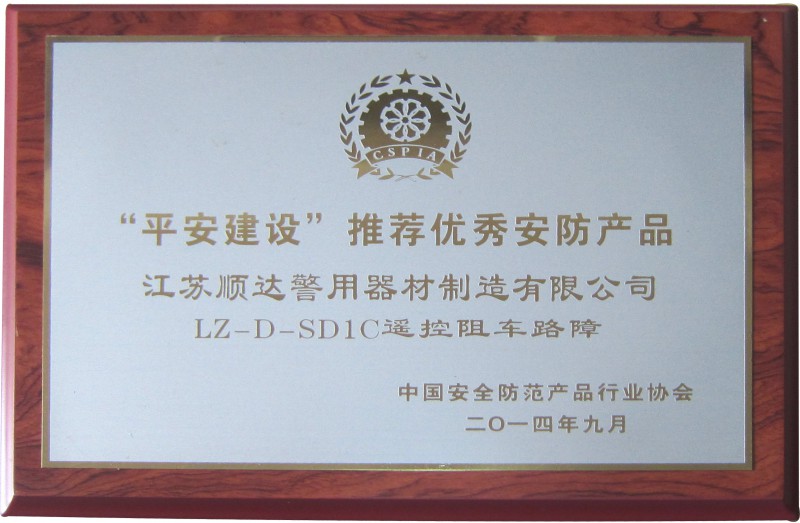 CSPIA
“平安建设”推荐优秀安防产品
江苏顺达警用器材制造有限公司
LZ-D-SD1C遥控阻车路障
中国安全防范产品行业协会
二〇一四年九月